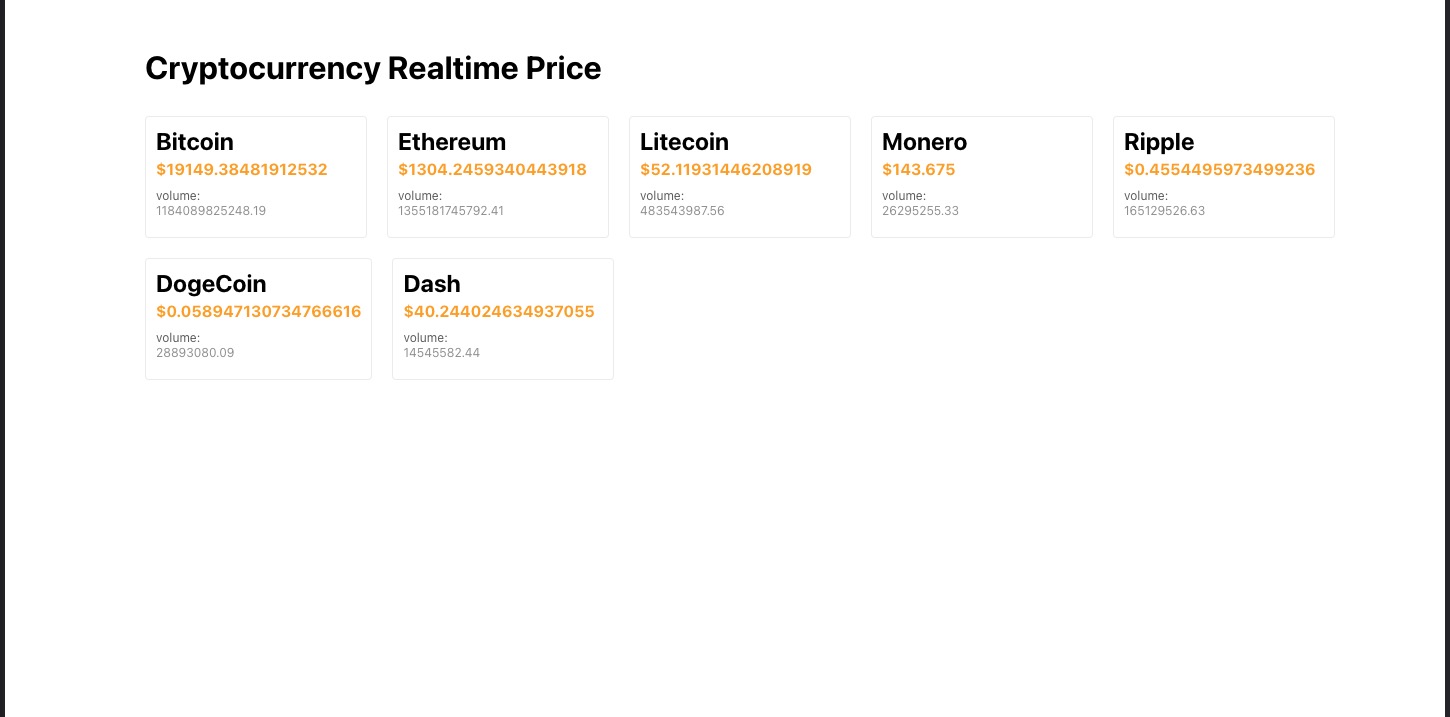 Cryptocurrency Realtime Price
Bitcoin
$19149.38481912532
volume:
1184089825248.19
Ethereum
$1304.2459340443918
volume:
1355181745792.41
Litecoin
$52.11931446208919
volume:
483543987.56
Monero
$143.675
volume:
26295255.33
Ripple
$0.4554495973499236
volume:
165129526.63
DogeCoin
$0.058947130734766616
volume:
28893080.09
Dash
$40.244024634937055
volume:
14545582.44